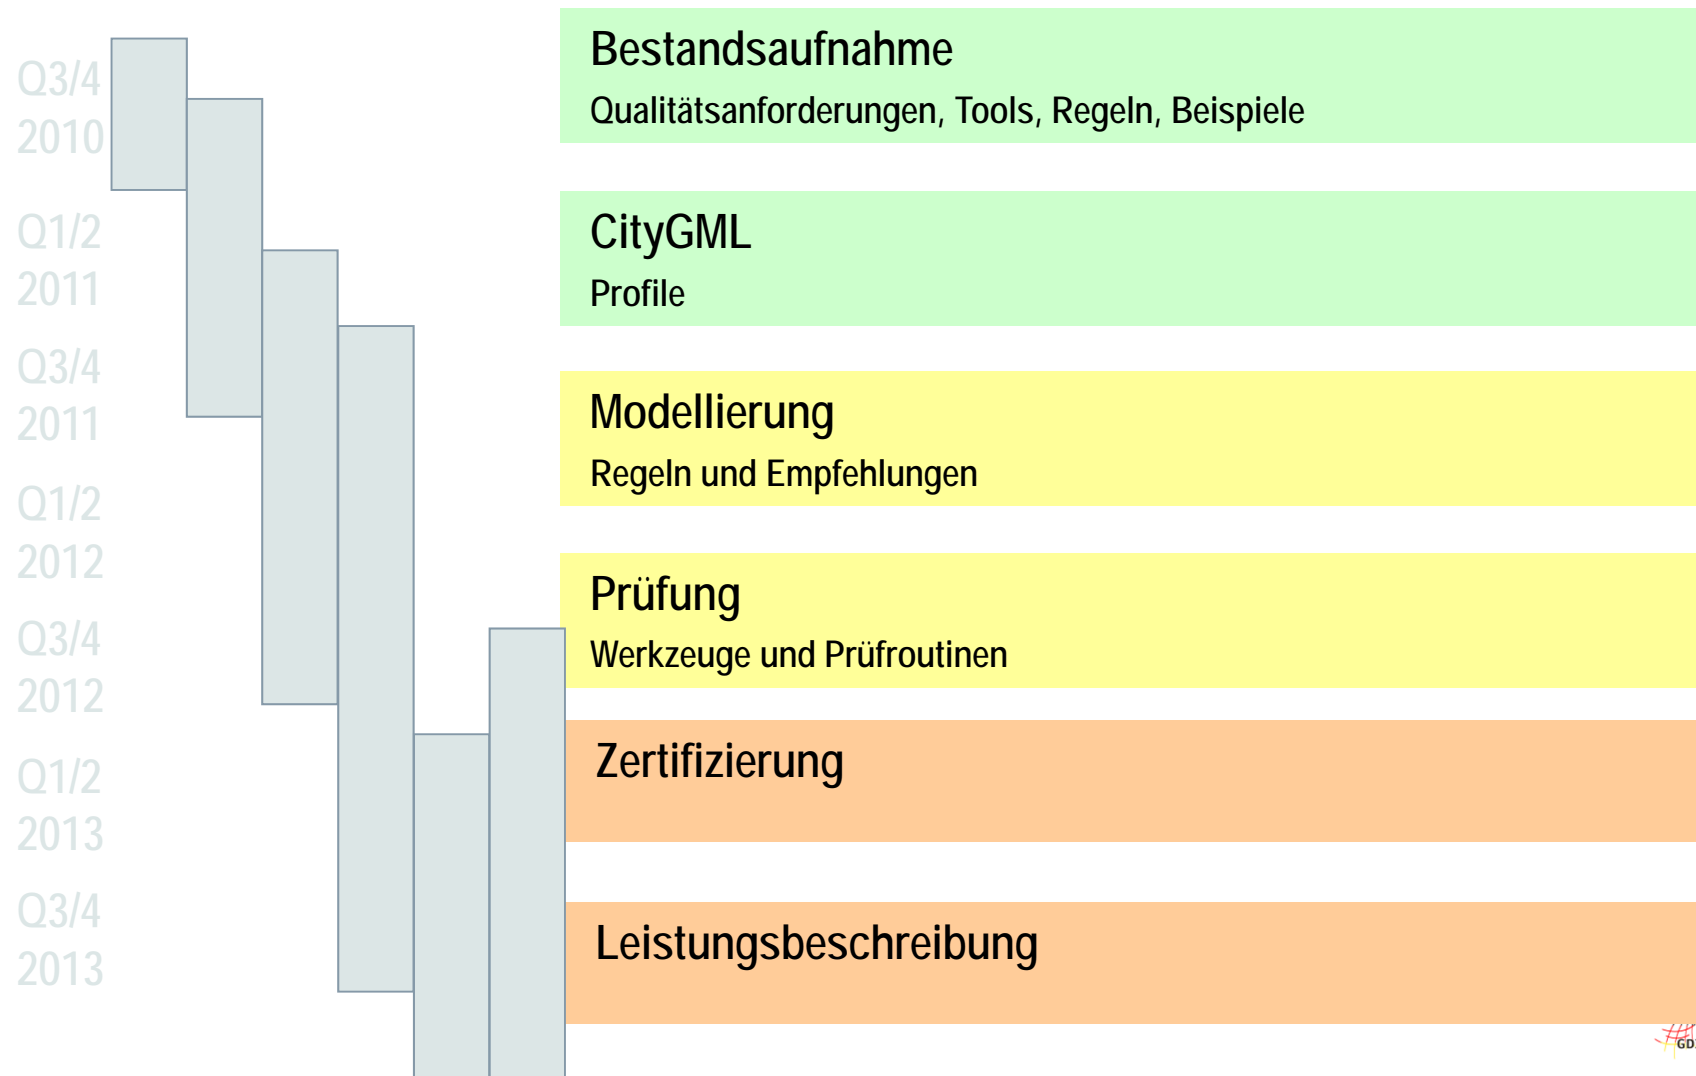 Q3/4
2010
Q1/2
2011
Q3/4
2011
Q1/2
2012
Q3/4
2012
Q1/2
2013
Q3/4
2013
Bestandsaufnahme
Qualitätsanforderungen, Tools, Regeln, Beispiele
CityGML
Profile
Modellierung
Regeln und Empfehlungen
Prüfung
Werkzeuge und Prüfroutinen
Zertifizierung
Leistungsbeschreibung